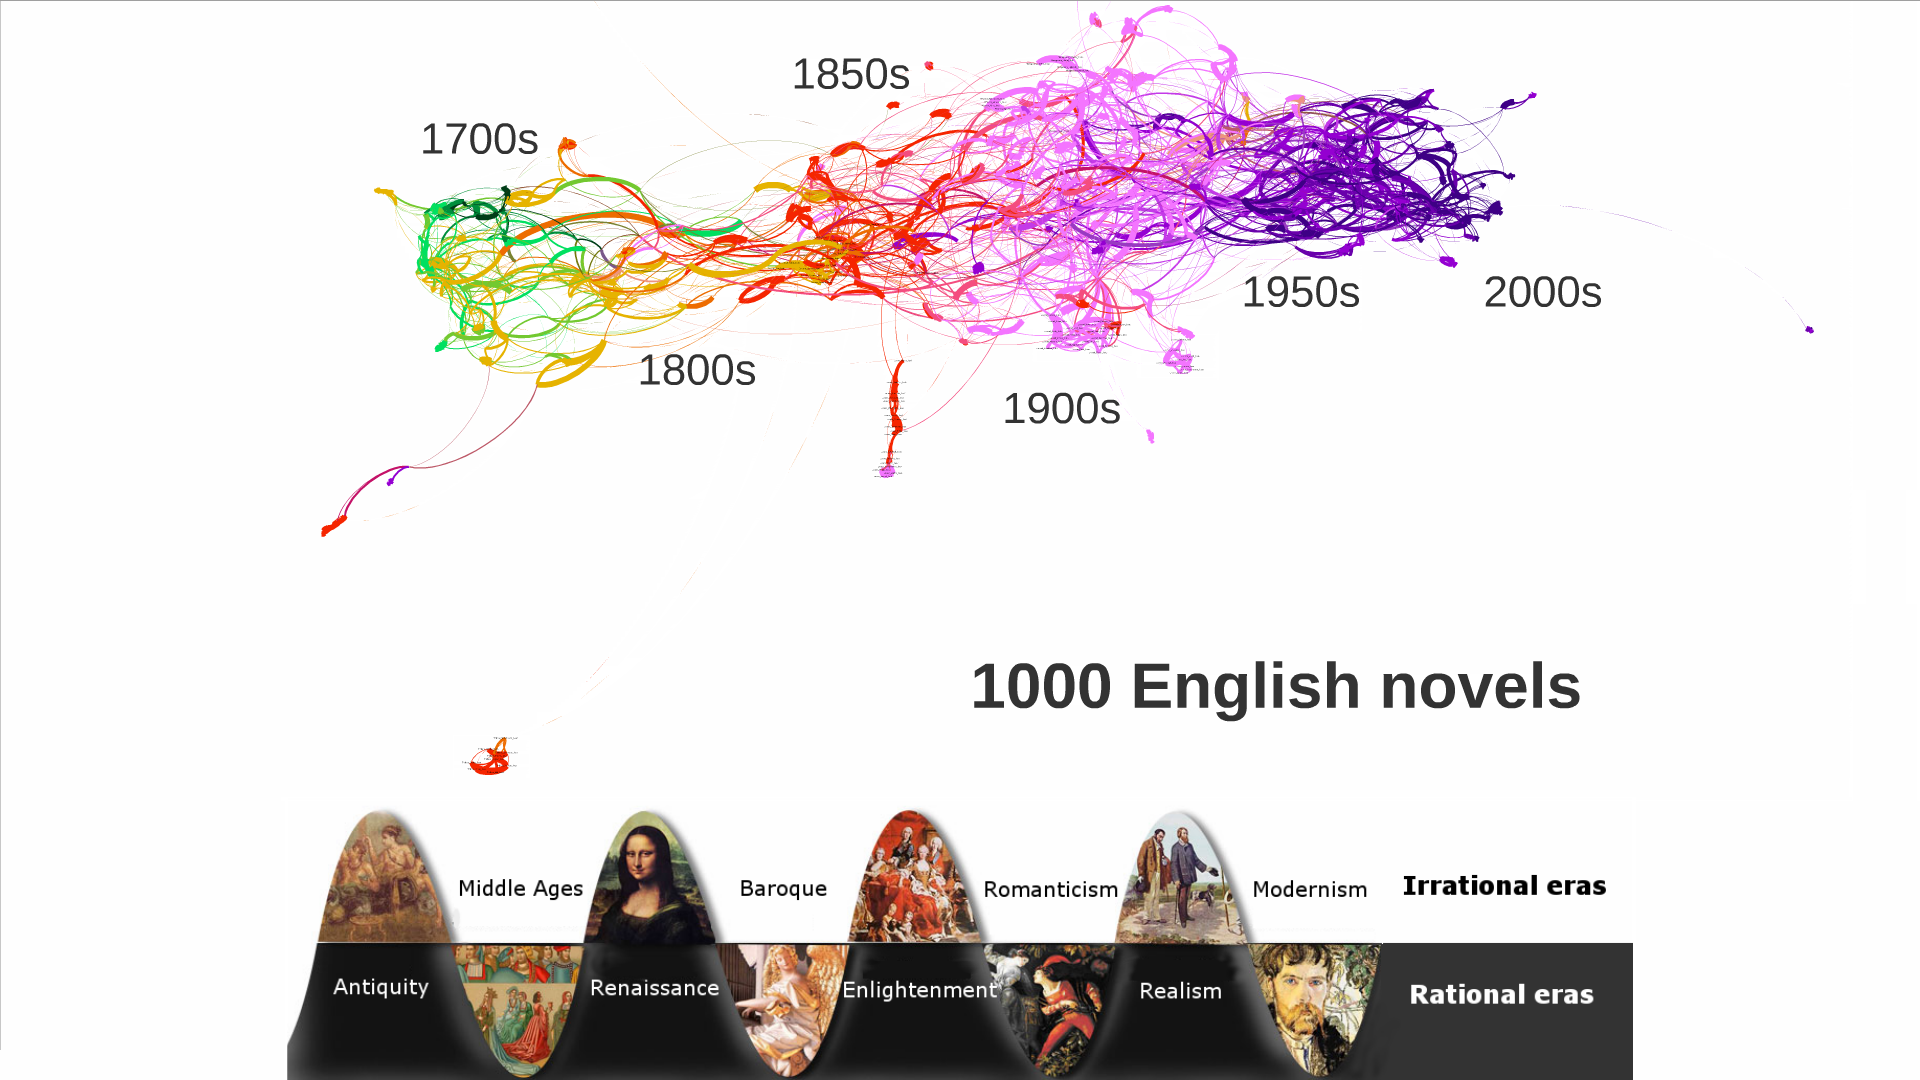 1850s
1700s
1950s
2000s
1800s
1900s
1000 English novels
Middle Ages
Baroque
Romanticism
Modernism
Irrational eras
Antiquity
Renaissance
Enlightenment
Realism
Rational eras